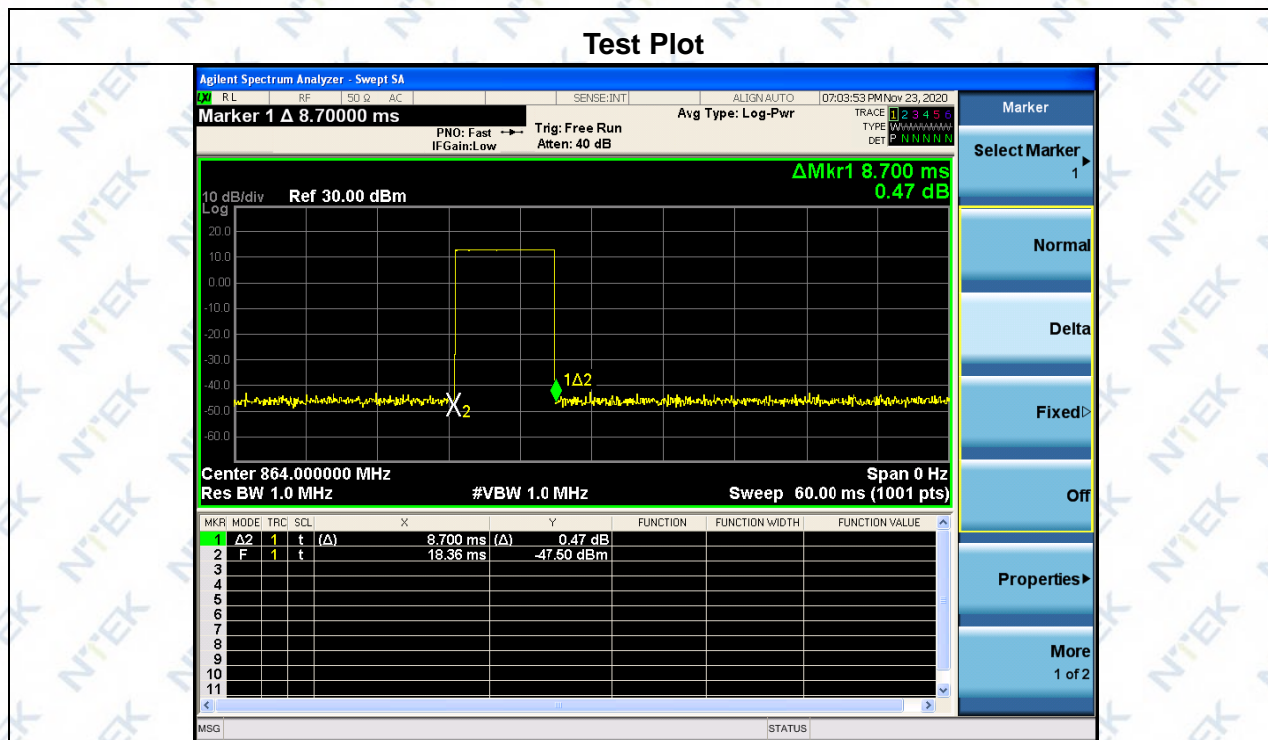 Test Plot
Agilent Spectrum Analyzer - Swept SA
LXI RL RF 50 Ω AC SENSE:INT ALIGN AUTO 07:03:53 PM Nov 23, 2020
Marker 1 Δ 8.70000 ms
PNO: Fast
IFGain:Low
Trig: Free Run
Atten: 40 dB
Avg Type: Log-Pwr
TRACE 1 2 3 4 5 6
TYPE WWWWWW
DET P N N N N N
ΔMkr1 8.700 ms
0.47 dB
10 dB/div Ref 30.00 dBm
Log
20.0
10.0
0.00
-10.0
-20.0
-30.0
-40.0
-50.0
-60.0
1Δ2
X2
Center 864.000000 MHz Span 0 Hz
Res BW 1.0 MHz #VBW 1.0 MHz Sweep 60.00 ms (1001 pts)
MKR MODE TRC SCL X Y FUNCTION FUNCTION WIDTH FUNCTION VALUE
1 Δ2 1 t (Δ) 8.700 ms (Δ) 0.47 dB
2 F 1 t 18.36 ms -47.50 dBm
3
4
5
6
7
8
9
10
11
MSG STATUS
Marker
Select Marker
1
Normal
Delta
Fixed
Off
Properties
More
1 of 2
NTEK